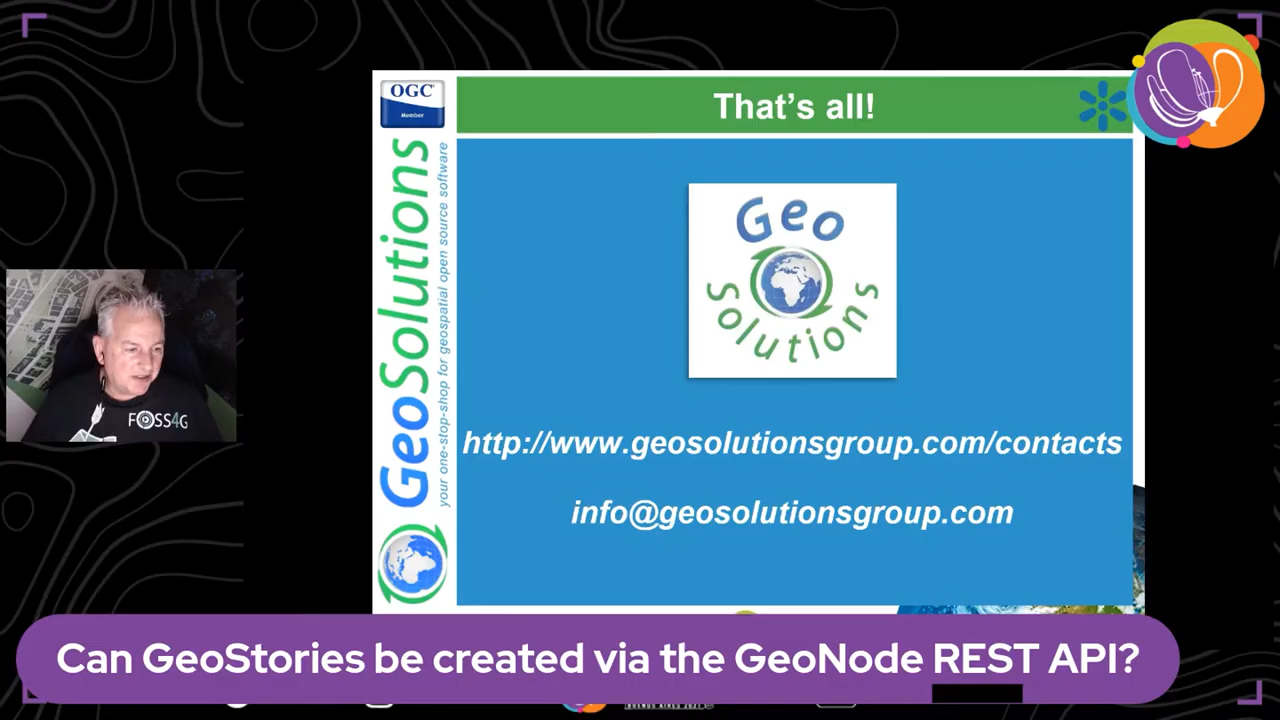 OGC
Member
That's all!
GeoSolutions
your one-stop-shop for geospatial open source software
Geo
Solutions
http://www.geosolutionsgroup.com/contacts
info@geosolutionsgroup.com
FOSS4G
Can GeoStories be created via the GeoNode REST API?